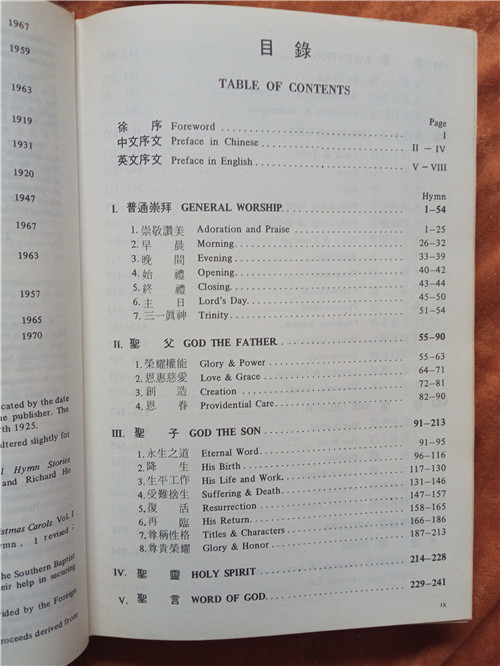 1967
1959
1963
1919
1931
1920
1947
1967
1963
1957
1965
1970
cated by the date
e publisher. The
rth 1925.
ltered slightly for
l Hymn Stories
and Richard Ho
ristmas Carols Vol. I
ymn, 1 revised ;
he Southern Baptist
eir help in securing
ided by the Foreign
roceeds derived from
目錄
TABLE OF CONTENTS
Page
徐序 Foreword I
中文序文 Preface in Chinese II－IV
英文序文 Preface in English V－VIII
Hymn
I. 普通崇拜 GENERAL WORSHIP 1–54
1. 崇敬讚美 Adoration and Praise 1–25
2. 早晨 Morning 26–32
3. 晚間 Evening 33–39
4. 始禮 Opening 40–42
5. 終禮 Closing 43–44
6. 主日 Lord's Day 45–50
7. 三一眞神 Trinity 51–54
II. 聖父 GOD THE FATHER 55–90
1. 榮耀權能 Glory & Power 55–63
2. 恩惠慈愛 Love & Grace 64–71
3. 創造 Creation 72–81
4. 恩眷 Providential Care 82–90
III. 聖子 GOD THE SON 91–213
1. 永生之道 Eternal Word 91–95
2. 降生 His Birth 96–116
3. 生平工作 His Life and Work 117–130
4. 受難捨生 Suffering & Death 131–146
5. 復活 Resurrection 147–157
6. 再臨 His Return 158–165
7. 尊稱性格 Titles & Characters 166–186
8. 尊貴榮耀 Glory & Honor 187–213
IV. 聖靈 HOLY SPIRIT 214–228
V. 聖言 WORD OF GOD 229–241
IX